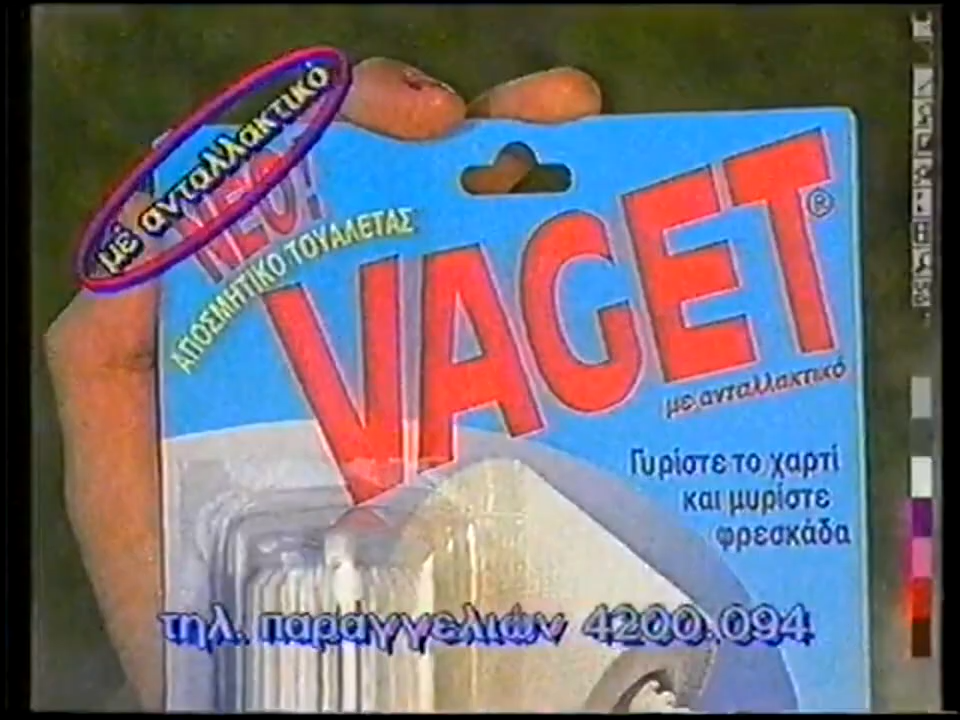 με ανταλλακτικό
ΝΕΟ!
ΑΠΟΣΜΗΤΙΚΟ ΤΟΥΑΛΕΤΑΣ
VAGET®
με ανταλλακτικό
Γυρίστε το χαρτί
και μυρίστε
φρεσκάδα
τηλ. παραγγελιών 4200.094